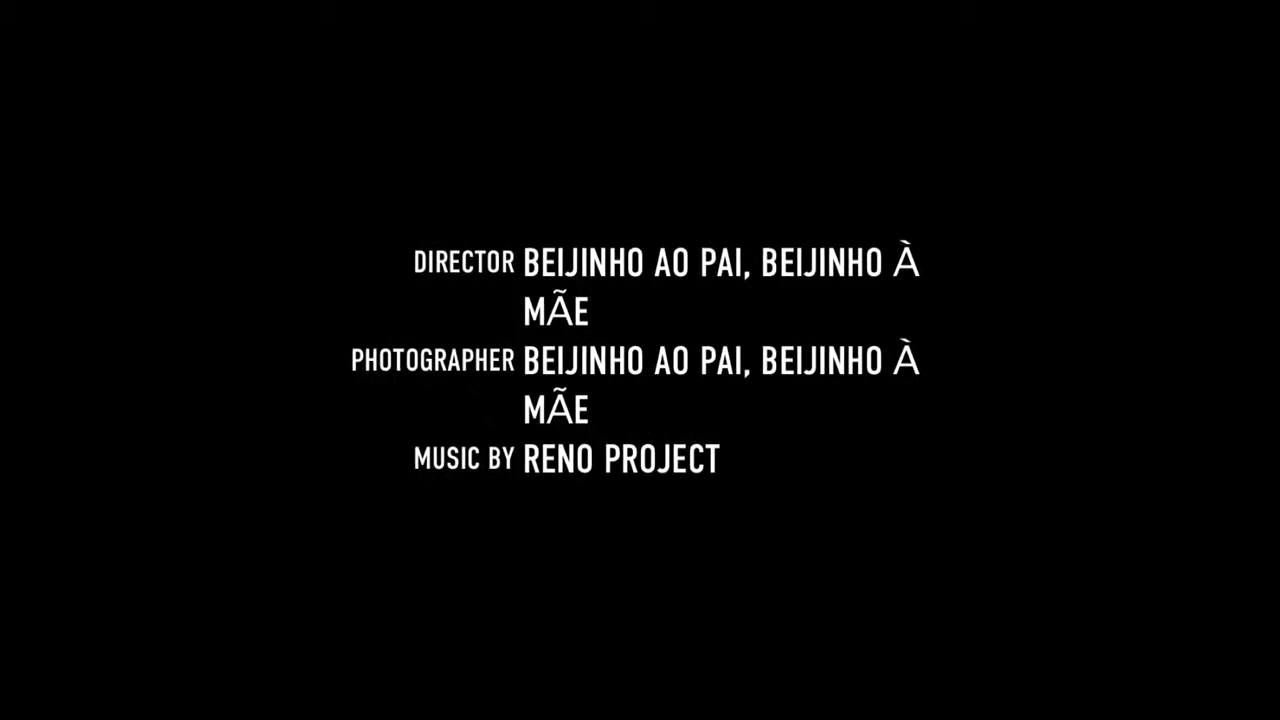 DIRECTOR BEIJINHO AO PAI, BEIJINHO À
MÃE
PHOTOGRAPHER BEIJINHO AO PAI, BEIJINHO À
MÃE
MUSIC BY RENO PROJECT